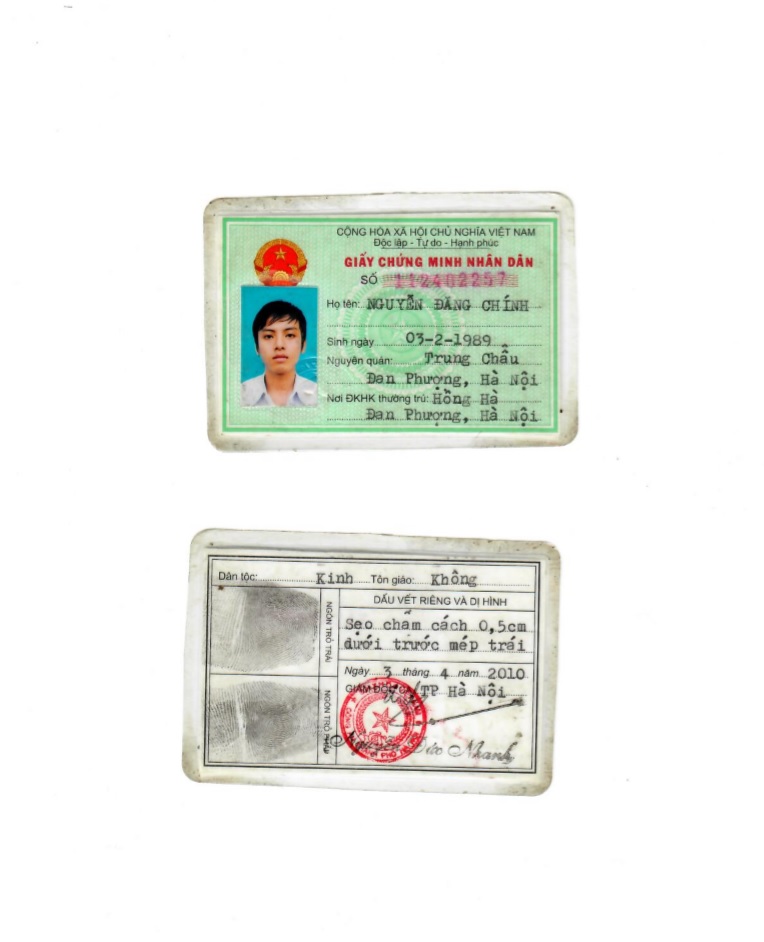 CỘNG HÒA XÃ HỘI CHỦ NGHĨA VIỆT NAM
Độc lập - Tự do - Hạnh phúc
GIẤY CHỨNG MINH NHÂN DÂN
SỐ 112402257
Họ tên: NGUYỄN ĐĂNG CHÍNH
Sinh ngày 03-2-1989
Nguyên quán: Trung Châu
Đan Phượng, Hà Nội
Nơi ĐKHK thường trú: Hồng Hà
Đan Phượng, Hà Nội
Dân tộc: Kinh Tôn giáo: Không
NGÓN TRỎ TRÁI
DẤU VẾT RIÊNG VÀ DỊ HÌNH
Sẹo chấm cách 0,5cm
dưới trước mép trái
Ngày 3 tháng 4 năm 2010
GIÁM ĐỐC CA TP Hà Nội
NGÓN TRỎ
Nguyễn Đức Nhanh